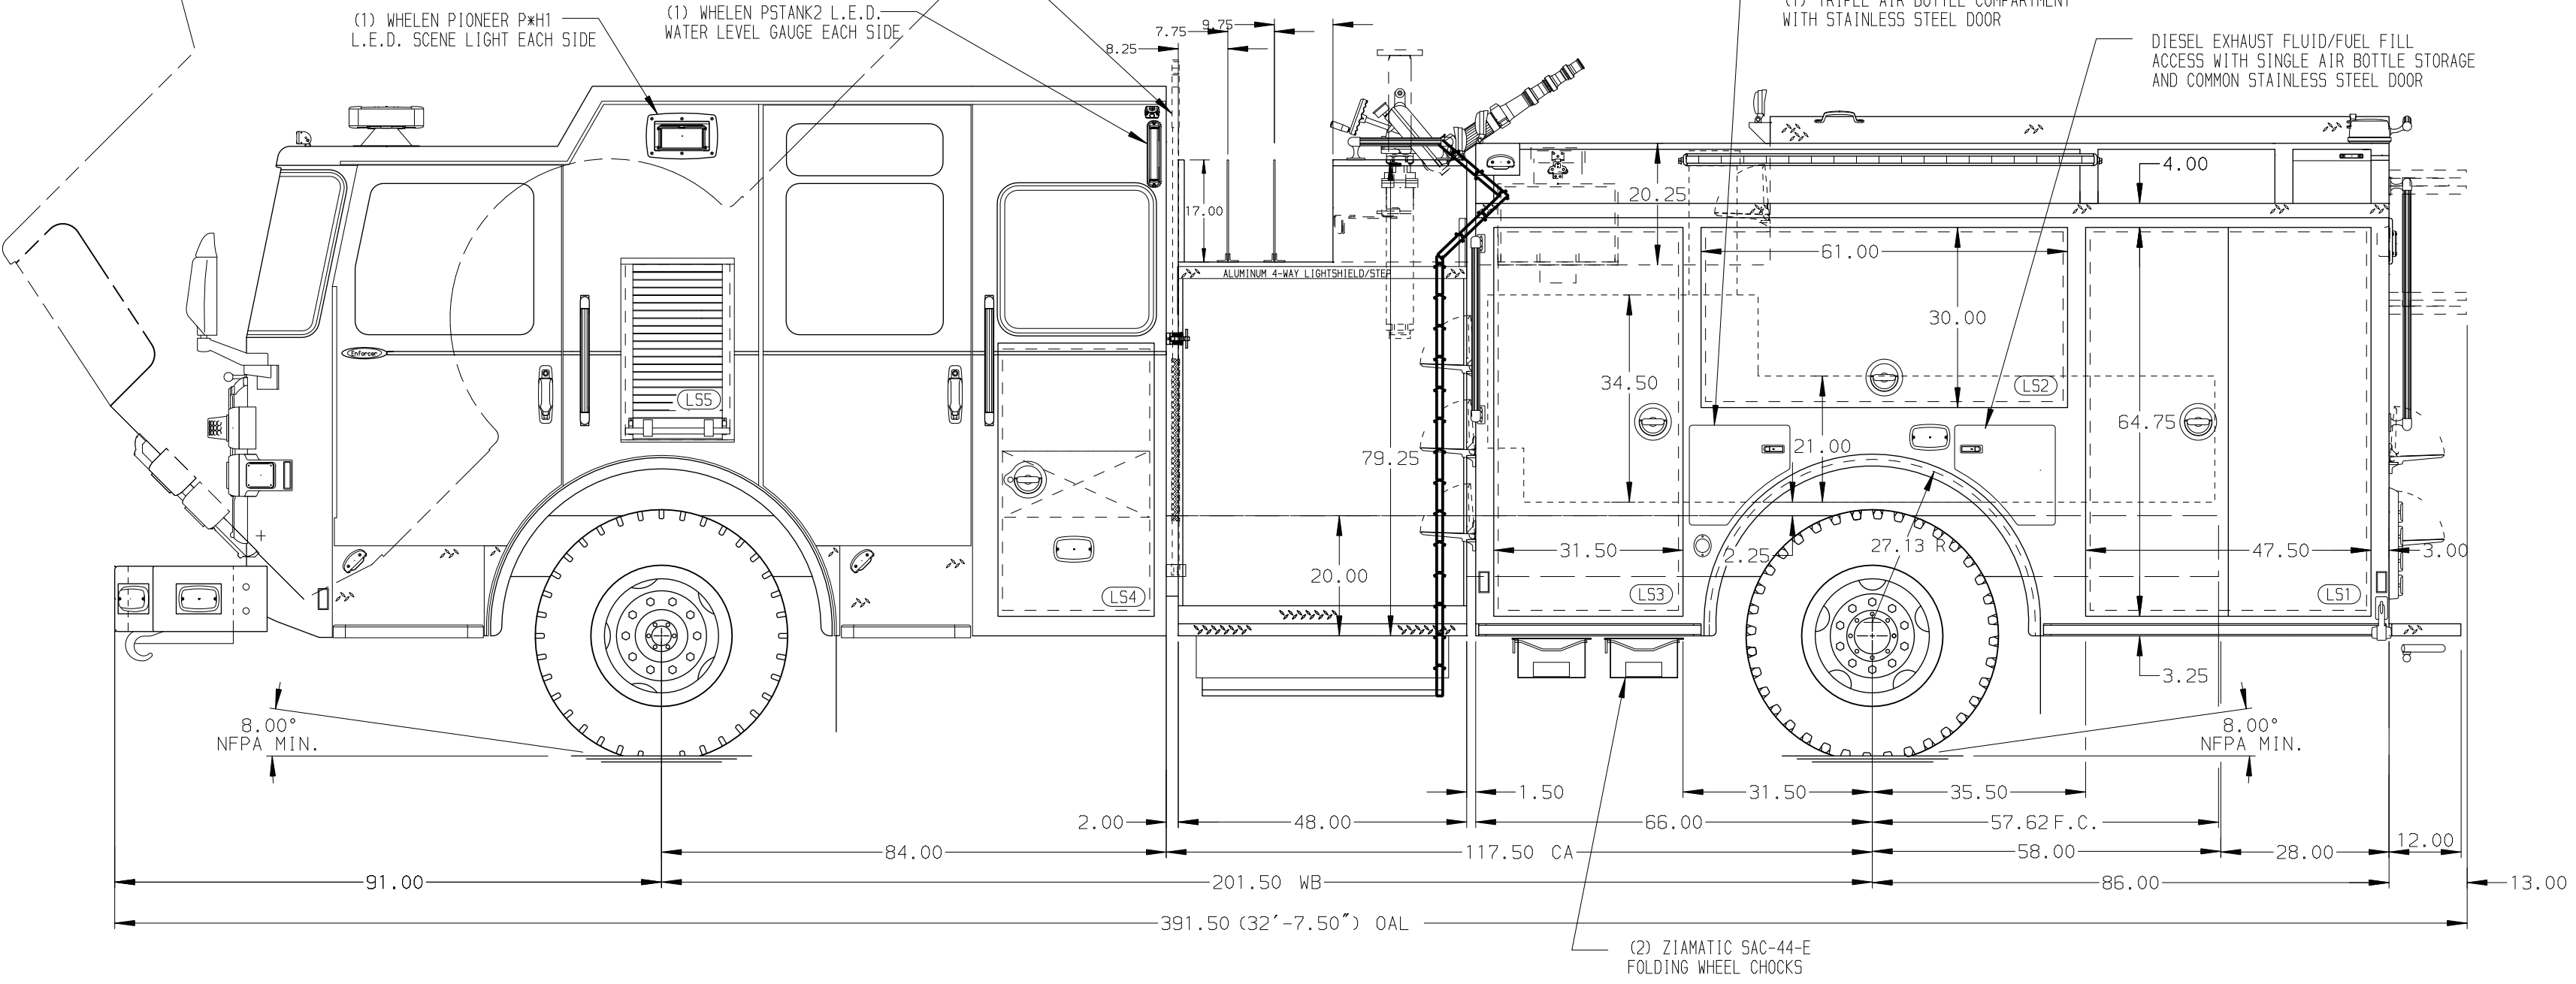 (1) WHELEN PIONEER P*H1
L.E.D. SCENE LIGHT EACH SIDE
(1) WHELEN PSTANK2 L.E.D.
WATER LEVEL GAUGE EACH SIDE
7.75
9.75
8.25
(1) TRIPLE AIR BOTTLE COMPARTMENT
WITH STAINLESS STEEL DOOR
DIESEL EXHAUST FLUID/FUEL FILL
ACCESS WITH SINGLE AIR BOTTLE STORAGE
AND COMMON STAINLESS STEEL DOOR
4.00
20.25
17.00
61.00
ALUMINUM 4-WAY LIGHTSHIELD/STEP
30.00
Enforcer
34.50
LS2
LS5
64.75
21.00
79.25
31.50
2.25
27.13 R
47.50
3.00
20.00
LS4
LS3
LS1
3.25
8.00°
NFPA MIN.
8.00°
NFPA MIN.
1.50
31.50
35.50
2.00
48.00
66.00
57.62 F.C.
84.00
117.50 CA
58.00
28.00
12.00
91.00
201.50 WB
86.00
13.00
391.50 (32'-7.50") OAL
(2) ZIAMATIC SAC-44-E
FOLDING WHEEL CHOCKS